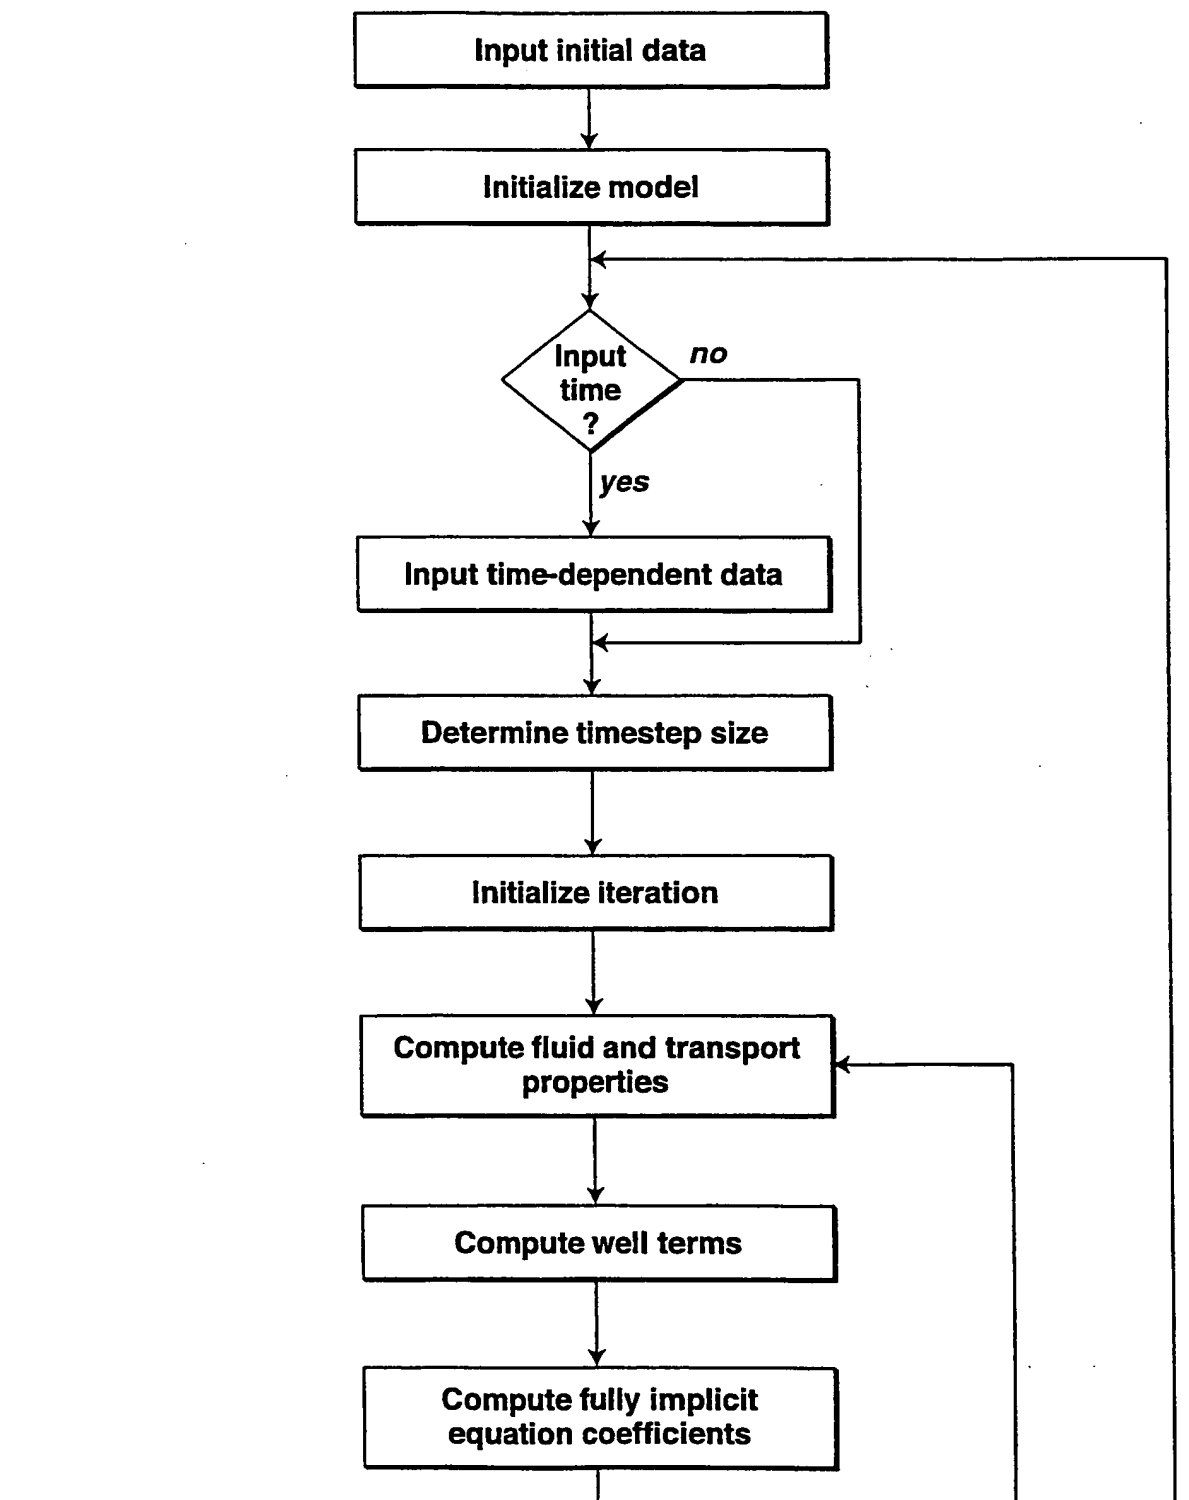 Input initial data
Initialize model
Input
time
?
no
yes
Input time-dependent data
Determine timestep size
Initialize iteration
Compute fluid and transport
properties
Compute well terms
Compute fully implicit
equation coefficients